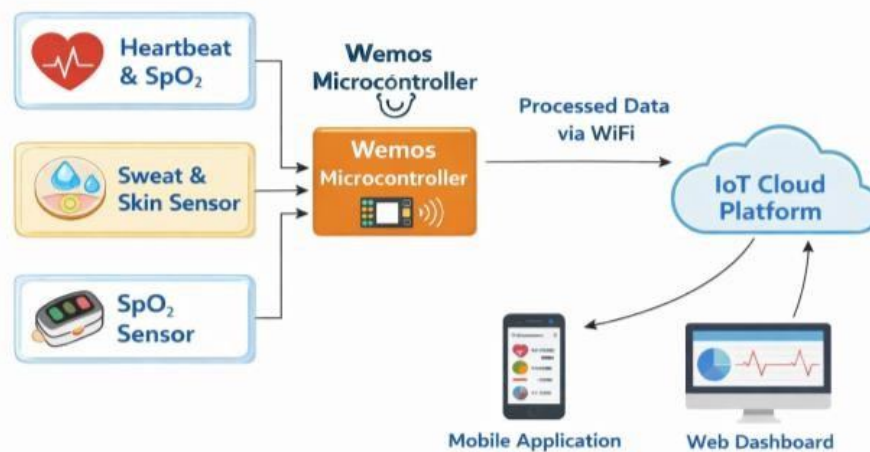 Heartbeat
& SpO₂
Sweat &
Skin Sensor
SpO₂
Sensor
Wemos
Microcóntroller
Wemos
Microcontroller
Processed Data
via WiFi
IoT Cloud
Platform
Mobile Application
Web Dashboard